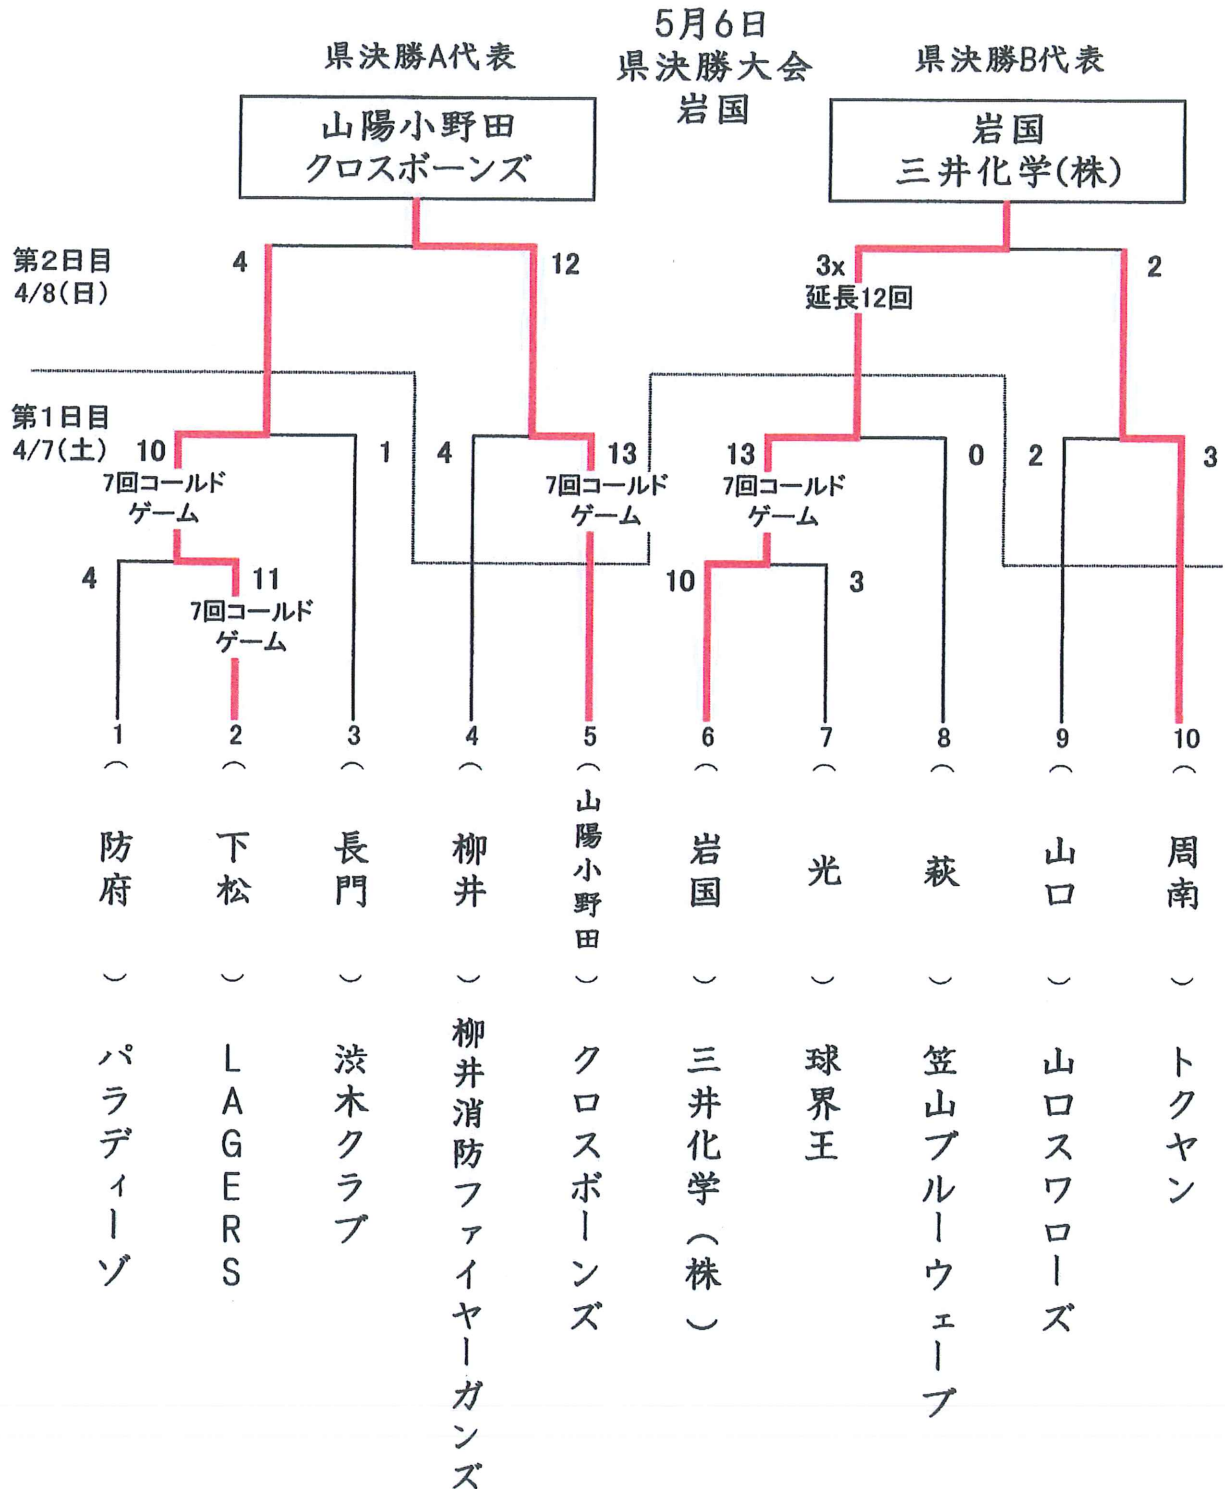 5月6日
県決勝大会
岩国
県決勝A代表
県決勝B代表
山陽小野田
クロスボーンズ
岩国
三井化学(株)
第2日目
4/8(日)
4
12
3x
延長12回
2
第1日目
4/7(土)
10
7回コールド
ゲーム
1
4
13
7回コールド
ゲーム
13
7回コールド
ゲーム
0
2
3
4
11
7回コールド
ゲーム
10
3
1
(防府)
パラディーゾ
2
(下松)
LAGERS
3
(長門)
渋木クラブ
4
(柳井)
柳井消防ファイヤーガンズ
5
(山陽小野田)
クロスボーンズ
6
(岩国)
三井化学(株)
7
(光)
球界王
8
(萩)
笠山ブルーウェーブ
9
(山口)
山口スワローズ
10
(周南)
トクヤン